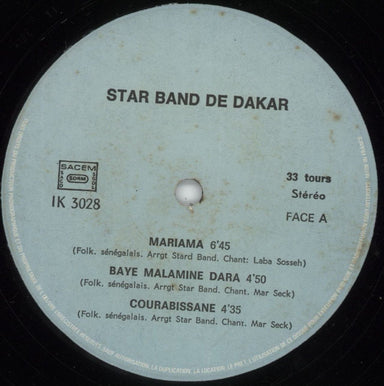 STAR BAND DE DAKAR
SACEM
SDRM
IK 3028
33 tours
Stéréo
FACE A
MARIAMA 6'45
(Folk. sénégalais. Arrgt Stard Band. Chant: Laba Sosseh)
BAYE MALAMINE DARA 4'50
(Folk. sénégalais. Arrgt Star Band. Chant: Mar Seck)
COURABISSANE 4'35
(Folk. sénégalais. Arrgt Star Band. Chant: Mar Seck)